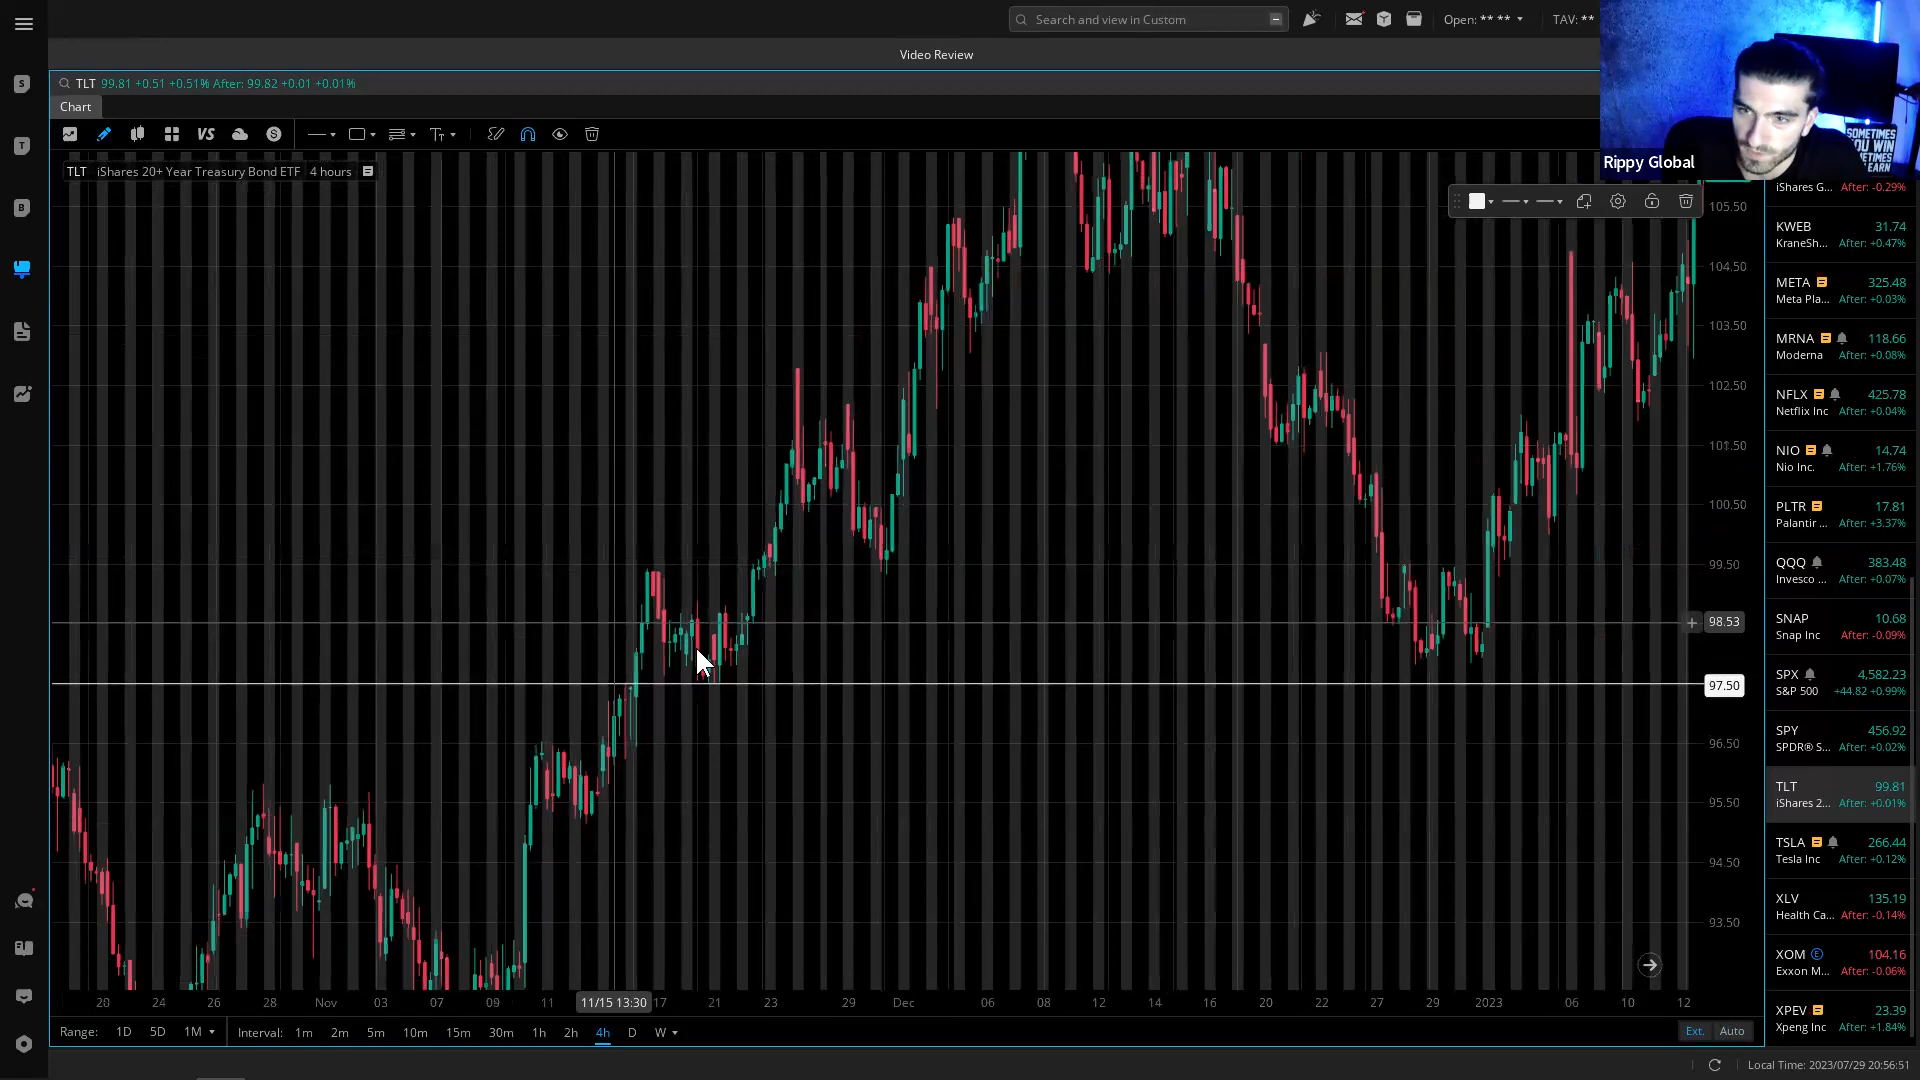 Search and view in Custom
Open: ** **
TAV: **
Video Review
TLT 99.81 +0.51 +0.51% After: 99.82 +0.01 +0.01%
Chart
VS
TLT iShares 20+ Year Treasury Bond ETF 4 hours
SOMETIMES
YOU WIN
Rippy Global
105.50
104.50
103.50
102.50
101.50
100.50
99.50
98.53
97.50
96.50
95.50
94.50
93.50
20 24 26 28 Nov 03 07 09 11 11/15 13:30 17 21 23 29 Dec 06 08 12 14 16 20 22 27 29 2023 06 10 12
Range: 1D 5D 1M Interval: 1m 2m 5m 10m 15m 30m 1h 2h 4h D W
Ext. Auto
iShares G... After: -0.29%
KWEB 31.74
KraneSh... After: +0.47%
META 325.48
Meta Pla... After: +0.03%
MRNA 118.66
Moderna After: +0.08%
NFLX 425.78
Netflix Inc After: +0.04%
NIO 14.74
Nio Inc. After: +1.76%
PLTR 17.81
Palantir ... After: +3.37%
QQQ 383.48
Invesco ... After: +0.07%
SNAP 10.68
Snap Inc After: -0.09%
SPX 4,582.23
S&P 500 +44.82 +0.99%
SPY 456.92
SPDR® S... After: +0.02%
TLT 99.81
iShares 2... After: +0.01%
TSLA 266.44
Tesla Inc After: +0.12%
XLV 135.19
Health Ca... After: -0.14%
XOM E 104.16
Exxon M... After: -0.06%
XPEV 23.39
Xpeng Inc After: +1.84%
Local Time: 2023/07/29 20:56:51